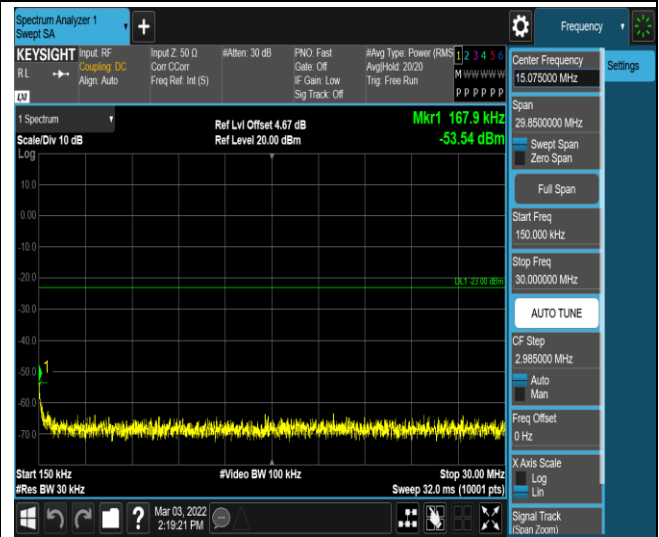 Spectrum Analyzer 1
Swept SA
Frequency
KEYSIGHT
RL
LXI
Input: RF
Coupling: DC
Align: Auto
Input Z: 50 Ω
Corr CCorr
Freq Ref: Int (S)
#Atten: 30 dB
PNO: Fast
Gate: Off
IF Gain: Low
Sig Track: Off
#Avg Type: Power (RMS
Avg|Hold: 20/20
Trig: Free Run
1 2 3 4 5 6
M W W W W W
P P P P P P
1 Spectrum
Scale/Div 10 dB
Log
Ref Lvl Offset 4.67 dB
Ref Level 20.00 dBm
Mkr1 167.9 kHz
-53.54 dBm
10.0
0.00
-10.0
-20.0
DL1 -23.00 dBm
-30.0
-40.0
-50.0
1
-60.0
-70.0
Start 150 kHz
#Res BW 30 kHz
#Video BW 100 kHz
Stop 30.00 MHz
Sweep 32.0 ms (10001 pts)
Mar 03, 2022
2:19:21 PM
Center Frequency
15.075000 MHz
Span
29.8500000 MHz
Swept Span
Zero Span
Full Span
Start Freq
150.000 kHz
Stop Freq
30.000000 MHz
AUTO TUNE
CF Step
2.985000 MHz
Auto
Man
Freq Offset
0 Hz
X Axis Scale
Log
Lin
Signal Track
(Span Zoom)
Settings